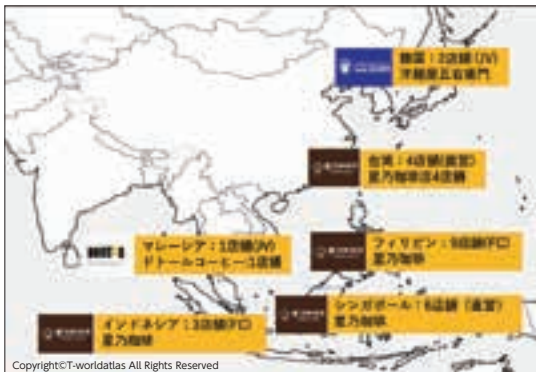 韓国：2店舗(JV)
洋麺屋五右衛門
台湾：4店舗(直営)
星乃珈琲店4店舗
マレーシア：1店舗(JV)
ドトールコーヒー：1店舗
フィリピン：9店舗(FC)
星乃珈琲
シンガポール：6店舗（直営）
星乃珈琲
インドネシア：3店舗(FC)
星乃珈琲
Copyright©T-worldatlas All Rights Reserved